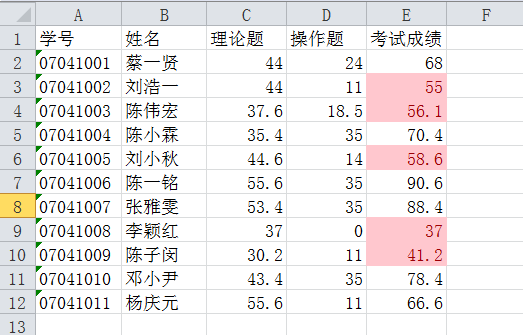 A B C D E F
1 学号 姓名 理论题 操作题 考试成绩
2 07041001 蔡一贤 44 24 68
3 07041002 刘浩一 44 11 55
4 07041003 陈伟宏 37.6 18.5 56.1
5 07041004 陈小霖 35.4 35 70.4
6 07041005 刘小秋 44.6 14 58.6
7 07041006 陈一铭 55.6 35 90.6
8 07041007 张雅雯 53.4 35 88.4
9 07041008 李颖红 37 0 37
10 07041009 陈子闵 30.2 11 41.2
11 07041010 邓小尹 43.4 35 78.4
12 07041011 杨庆元 55.6 11 66.6
13